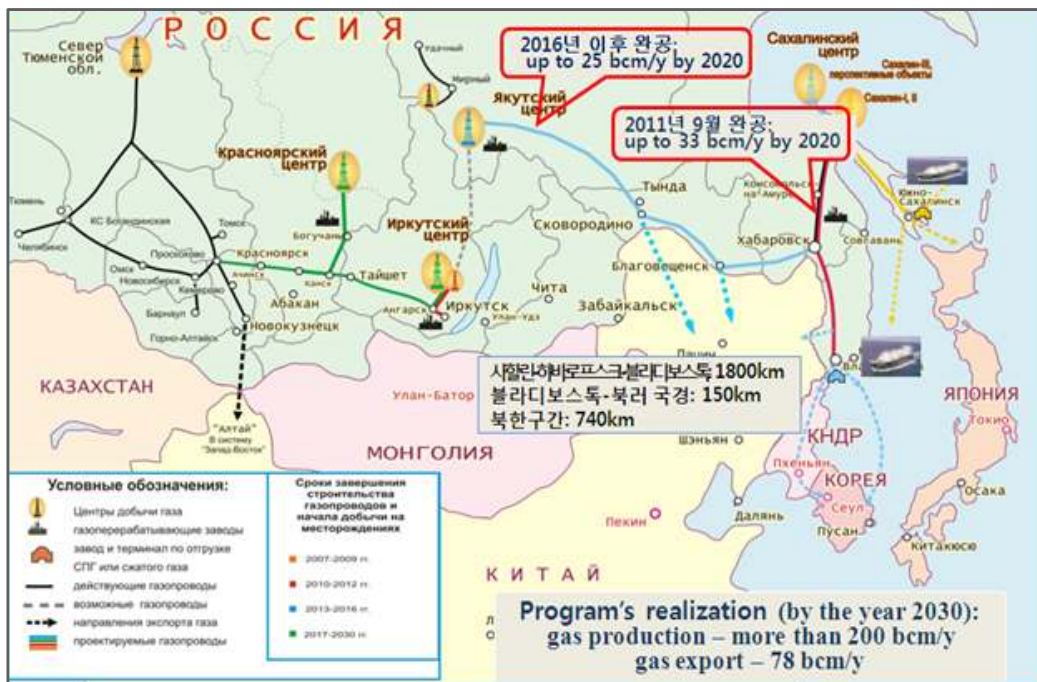 РОССИЯ
Север
Тюменской
обл.
Удачный
Мирный
2016년 이후 완공:
up to 25 bcm/y by 2020
Сахалинский
центр
Сахалин-III,
перспективные объекты
Сахалин-I, II
Якутский
центр
2011년 9월 완공:
up to 33 bcm/y by 2020
Красноярский
центр
Тында
Комсомольск
на-Амуре
Южно-
Сахалинск
Тюмень
КС Богандинская
Томск
Богучаны
Иркутский
центр
Сковородино
Хабаровск
Совгавань
Челябинск
Проскоково
Красноярск
Тайшет
Благовещенск
Омск
Новосибирск
Ачинск
Канск
Кемерово
Абакан
Ангарск
Иркутск
Чита
Забайкальск
Барнаул
Новокузнецк
Улан-удэ
Горно-Алтайск
Дацин
사할린-하바로프스크-블라디보스톡: 1800km
블라디보스톡-북러 국경: 150km
북한구간: 740km
КАЗАХСТАН
Улан-Батор
ЯПОНИЯ
Токио
"Алтай"
В систему
"Запад-Восток"
МОНГОЛИЯ
Шэньян
КНДР
Пхеньян
КОРЕЯ
Сеул
Осака
Пекин
Далянь
Пусан
Китакюсю
КИТАЙ
Условные обозначения:
Центры добычи газа
газоперерабатывающие заводы
завод и терминал по отгрузке
СПГ или сжатого газа
действующие газопроводы
возможные газопроводы
направления экспорта газа
проектируемые газопроводы
Сроки завершения
строительства
газопроводов и
начала добычи на
месторождениях
2007-2009 гг.
2010-2012 гг.
2013-2016 гг.
2017-2030 гг.
Program's realization (by the year 2030):
gas production – more than 200 bcm/y
gas export – 78 bcm/y